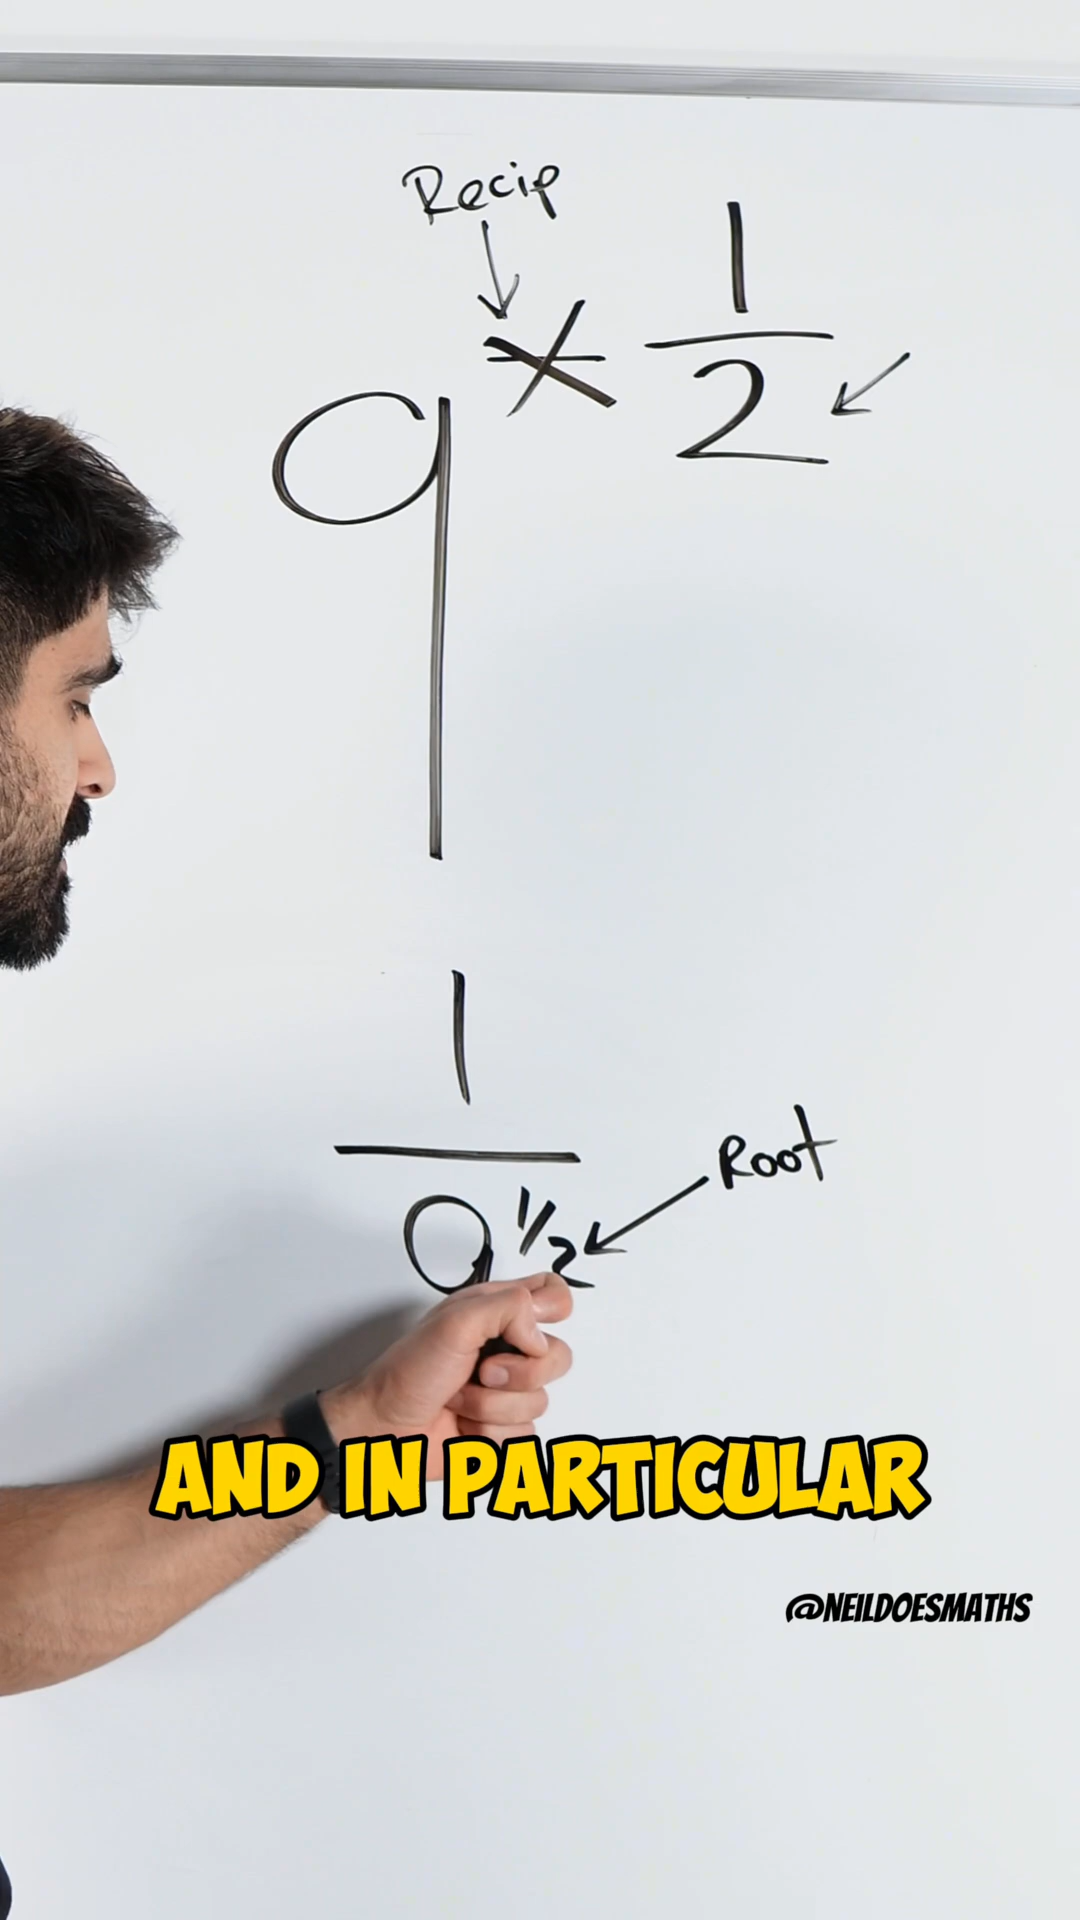 Recip
9 - 1/2
1
9 1/2
Root
AND IN PARTICULAR
@NEILDOESMATHS